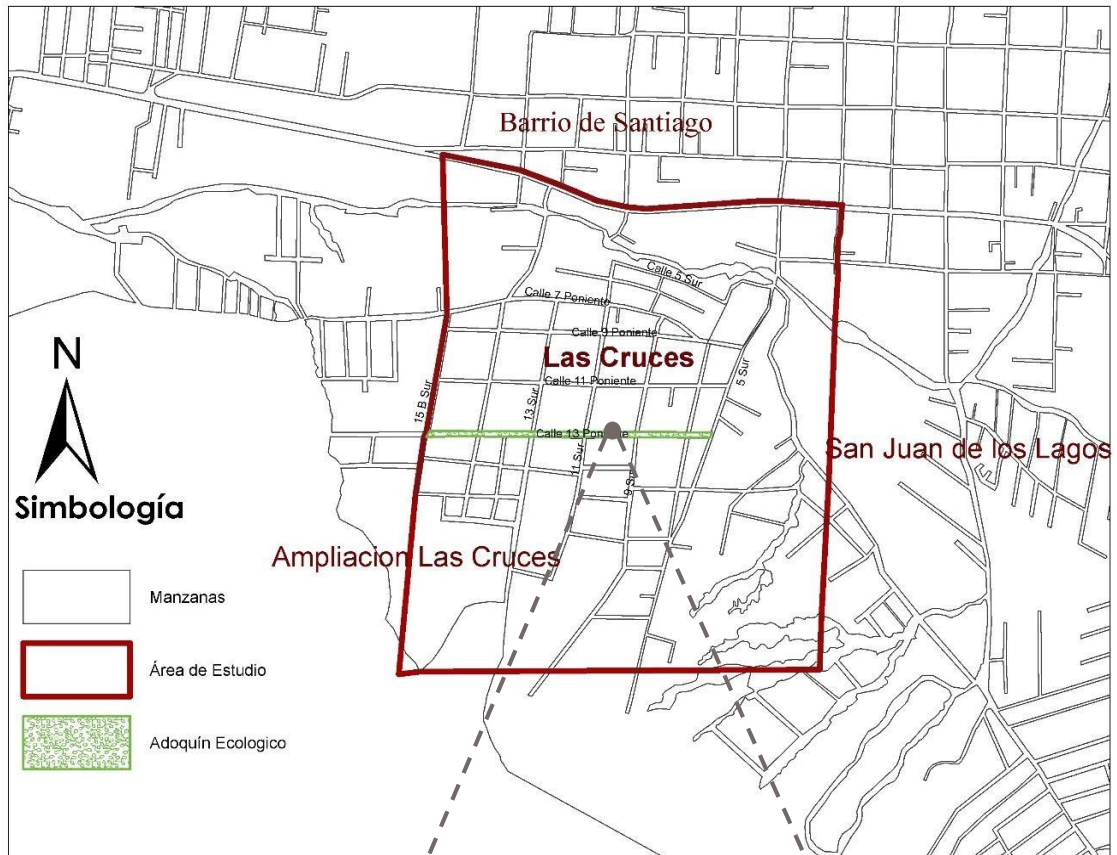 Barrio de Santiago
Calle 5 Sur
Calle 7 Poniente
Calle 9 Poniente
Las Cruces
Calle 11 Poniente
5 Sur
15 B Sur
13 Sur
Calle 13 Poniente
11 Sur
9 Sur
San Juan de los Lagos
Ampliacion Las Cruces
N
Simbología
Manzanas
Área de Estudio
Adoquín Ecologico